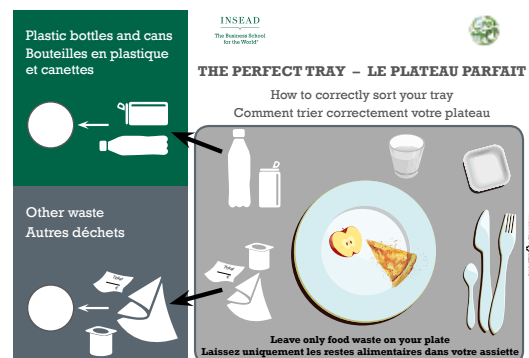 Plastic bottles and cans
Bouteilles en plastique
et canettes
INSEAD
The Business School
for the World®
THE PERFECT TRAY – LE PLATEAU PARFAIT
How to correctly sort your tray
Comment trier correctement votre plateau
Other waste
Autres déchets
Leave only food waste on your plate
Laissez uniquement les restes alimentaires dans votre assiette